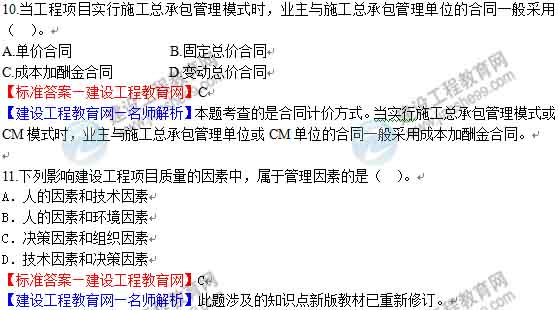 10.当工程项目实行施工总承包管理模式时，业主与施工总承包管理单位的合同一般采用
（ ）。
A.单价合同 B.固定总价合同
C.成本加酬金合同 D.变动总价合同
【标准答案—建设工程教育网】C
【建设工程教育网—名师解析】本题考查的是合同计价方式。当实行施工总承包管理模式或
CM 模式时，业主与施工总承包管理单位或 CM 单位的合同一般采用成本加酬金合同。
11.下列影响建设工程项目质量的因素中，属于管理因素的是（ ）。
A．人的因素和技术因素
B．人的因素和环境因素
C．决策因素和组织因素
D．技术因素和决策因素
【标准答案—建设工程教育网】C
【建设工程教育网—名师解析】此题涉及的知识点新版教材已重新修订。